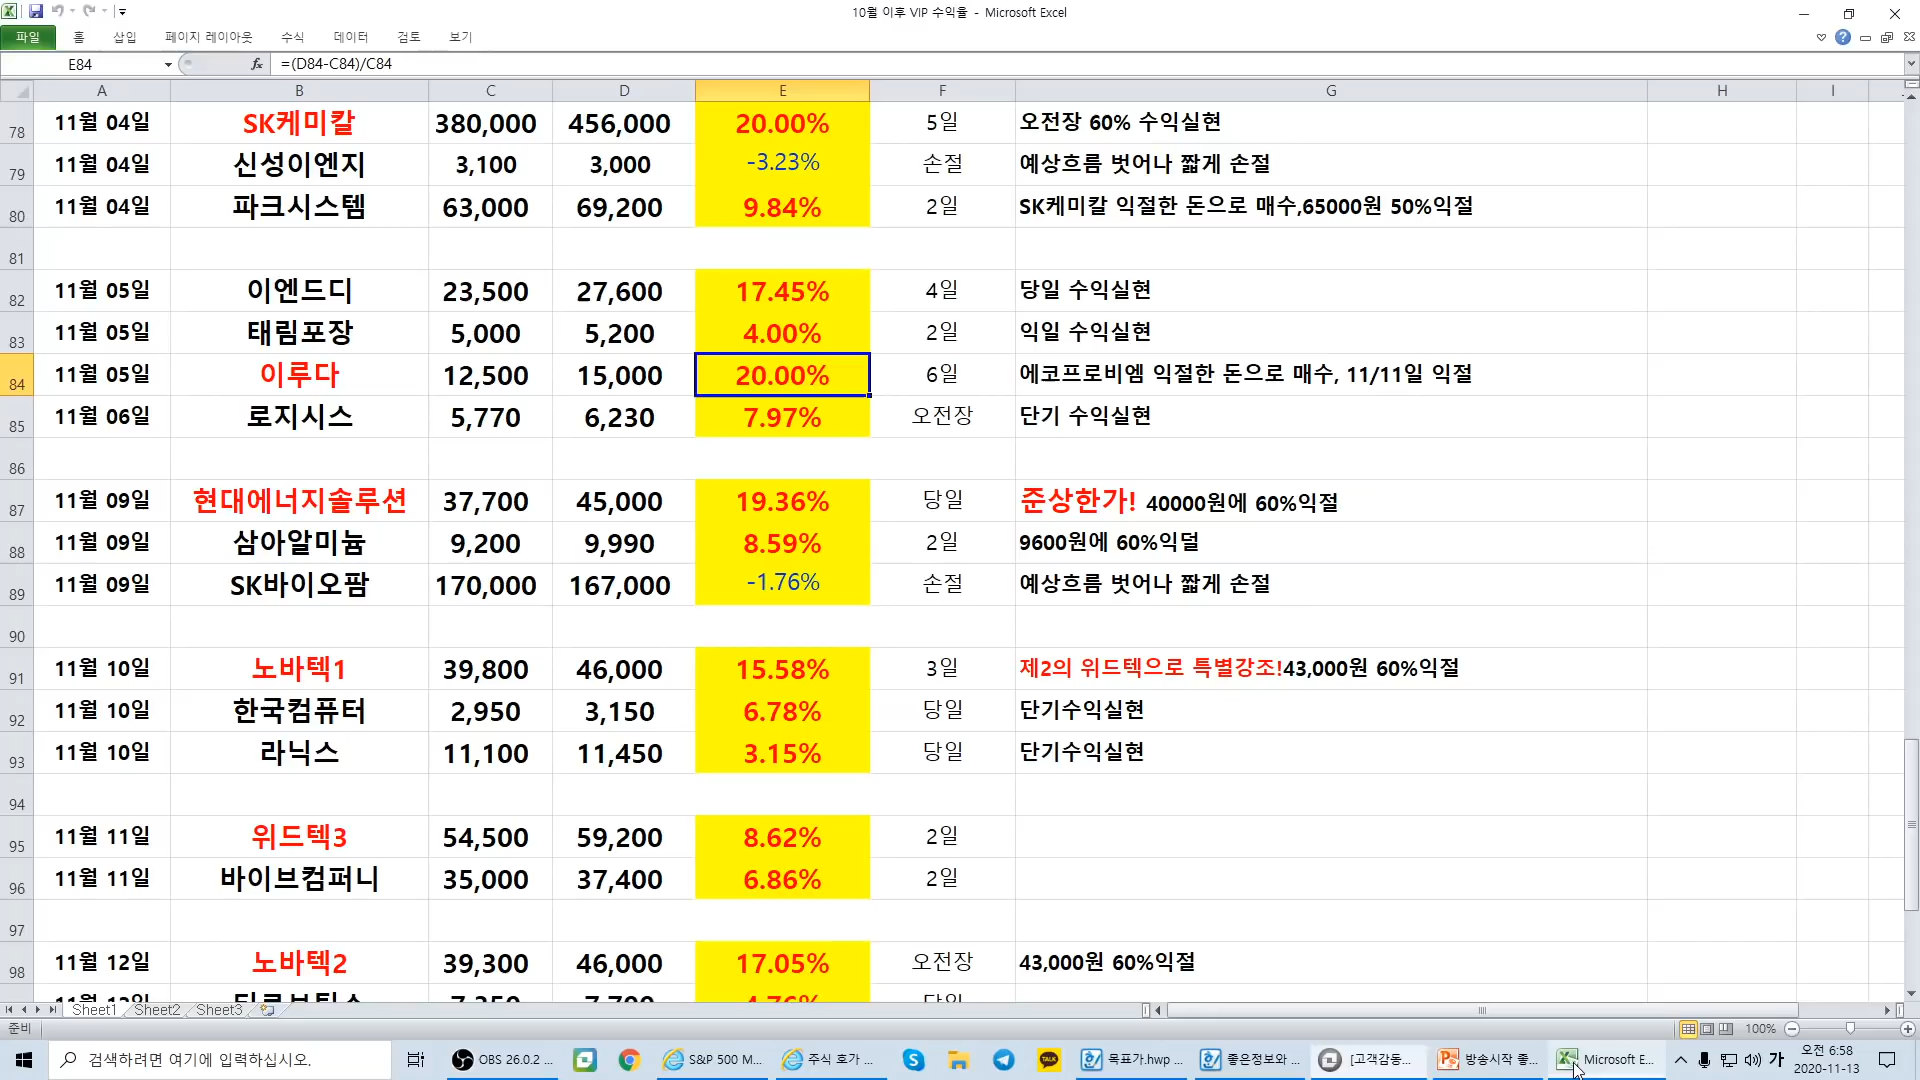 10월 이후 VIP 수익율 - Microsoft Excel
파일 홈 삽입 페이지 레이아웃 수식 데이터 검토 보기
E84 fx =(D84-C84)/C84
A B C D E F G H I
78 11월 04일 SK케미칼 380,000 456,000 20.00% 5일 오전장 60% 수익실현
79 11월 04일 신성이엔지 3,100 3,000 -3.23% 손절 예상흐름 벗어나 짧게 손절
80 11월 04일 파크시스템 63,000 69,200 9.84% 2일 SK케미칼 익절한 돈으로 매수,65000원 50%익절
81
82 11월 05일 이엔드디 23,500 27,600 17.45% 4일 당일 수익실현
83 11월 05일 태림포장 5,000 5,200 4.00% 2일 익일 수익실현
84 11월 05일 이루다 12,500 15,000 20.00% 6일 에코프로비엠 익절한 돈으로 매수, 11/11일 익절
85 11월 06일 로지시스 5,770 6,230 7.97% 오전장 단기 수익실현
86
87 11월 09일 현대에너지솔루션 37,700 45,000 19.36% 당일 준상한가! 40000원에 60%익절
88 11월 09일 삼아알미늄 9,200 9,990 8.59% 2일 9600원에 60%익덜
89 11월 09일 SK바이오팜 170,000 167,000 -1.76% 손절 예상흐름 벗어나 짧게 손절
90
91 11월 10일 노바텍1 39,800 46,000 15.58% 3일 제2의 위드텍으로 특별강조!43,000원 60%익절
92 11월 10일 한국컴퓨터 2,950 3,150 6.78% 당일 단기수익실현
93 11월 10일 라닉스 11,100 11,450 3.15% 당일 단기수익실현
94
95 11월 11일 위드텍3 54,500 59,200 8.62% 2일
96 11월 11일 바이브컴퍼니 35,000 37,400 6.86% 2일
97
98 11월 12일 노바텍2 39,300 46,000 17.05% 오전장 43,000원 60%익절
Sheet1 Sheet2 Sheet3
준비 100%
검색하려면 여기에 입력하십시오. OBS 26.0.2 ... S&P 500 M... 주식 호가 ... TALK 목표가.hwp ... 좋은정보와 ... [고객감동... 방송시작 좋... Microsoft E... 가 오전 6:58
2020-11-13